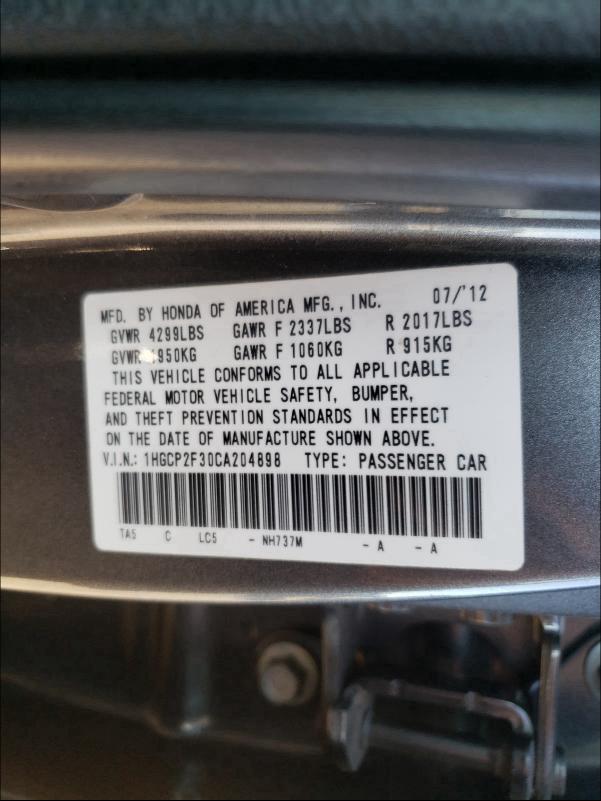 MFD. BY HONDA OF AMERICA MFG., INC. 07/'12
GVWR 4299LBS GAWR F 2337LBS R 2017LBS
GVWR 1950KG GAWR F 1060KG R 915KG
THIS VEHICLE CONFORMS TO ALL APPLICABLE
FEDERAL MOTOR VEHICLE SAFETY, BUMPER,
AND THEFT PREVENTION STANDARDS IN EFFECT
ON THE DATE OF MANUFACTURE SHOWN ABOVE.
V.I.N.: 1HGCP2F30CA204898 TYPE: PASSENGER CAR
TA5 C LC5 - NH737M - A - A